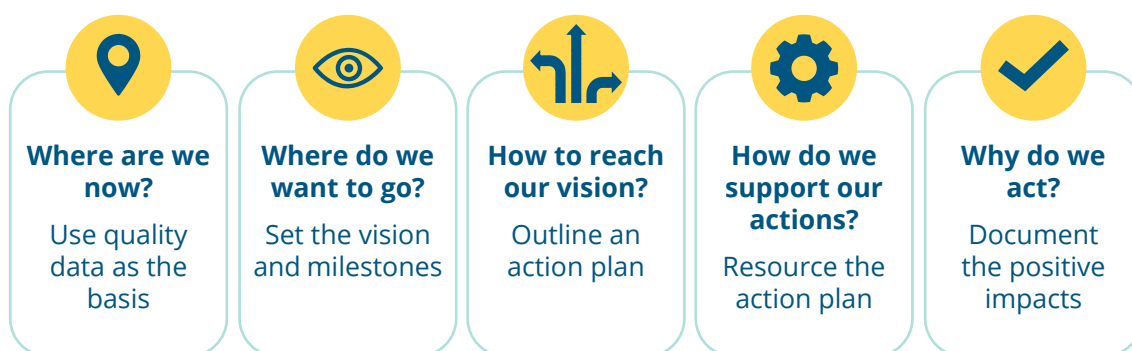 Where are we
now?
Use quality
data as the
basis
Where do we
want to go?
Set the vision
and milestones
How to reach
our vision?
Outline an
action plan
How do we
support our
actions?
Resource the
action plan
Why do we
act?
Document
the positive
impacts